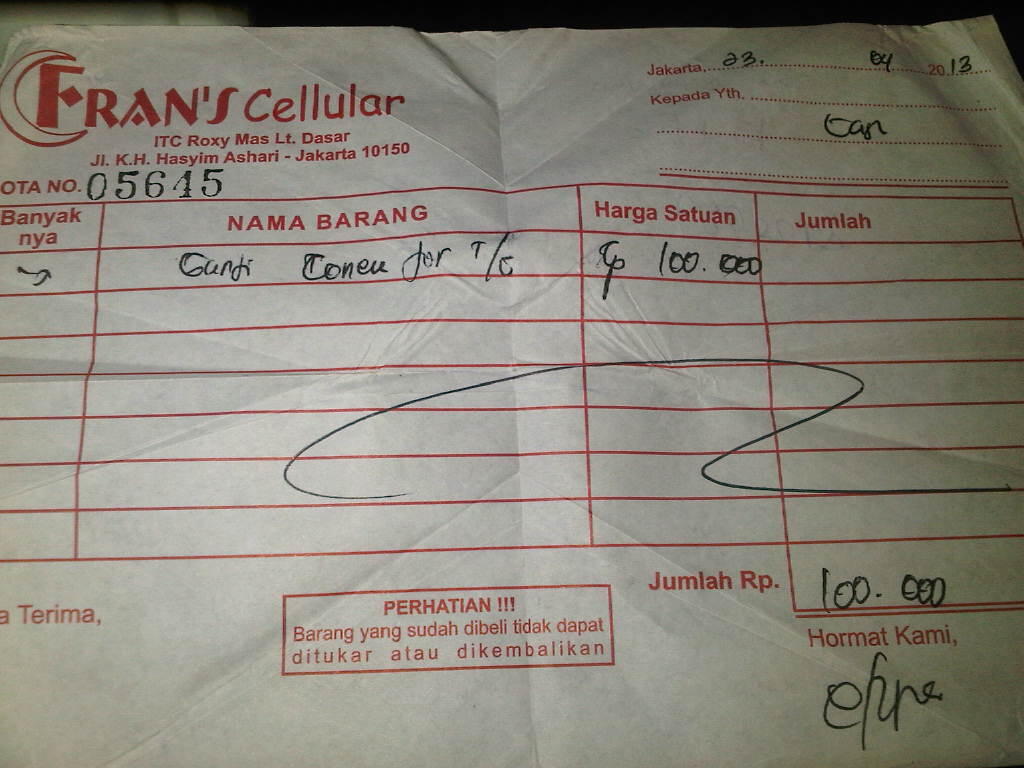 FRAN'S Cellular
ITC Roxy Mas Lt. Dasar
Jl. K.H. Hasyim Ashari - Jakarta 10150
OTA NO. 05645
Jakarta, 23. 04 2013
Kepada Yth.
Banyak nya NAMA BARANG Harga Satuan Jumlah
Ganti for T/C Rp 100.000
Jumlah Rp. 100.000
a Terima,
PERHATIAN !!!
Barang yang sudah dibeli tidak dapat
ditukar atau dikembalikan
Hormat Kami,